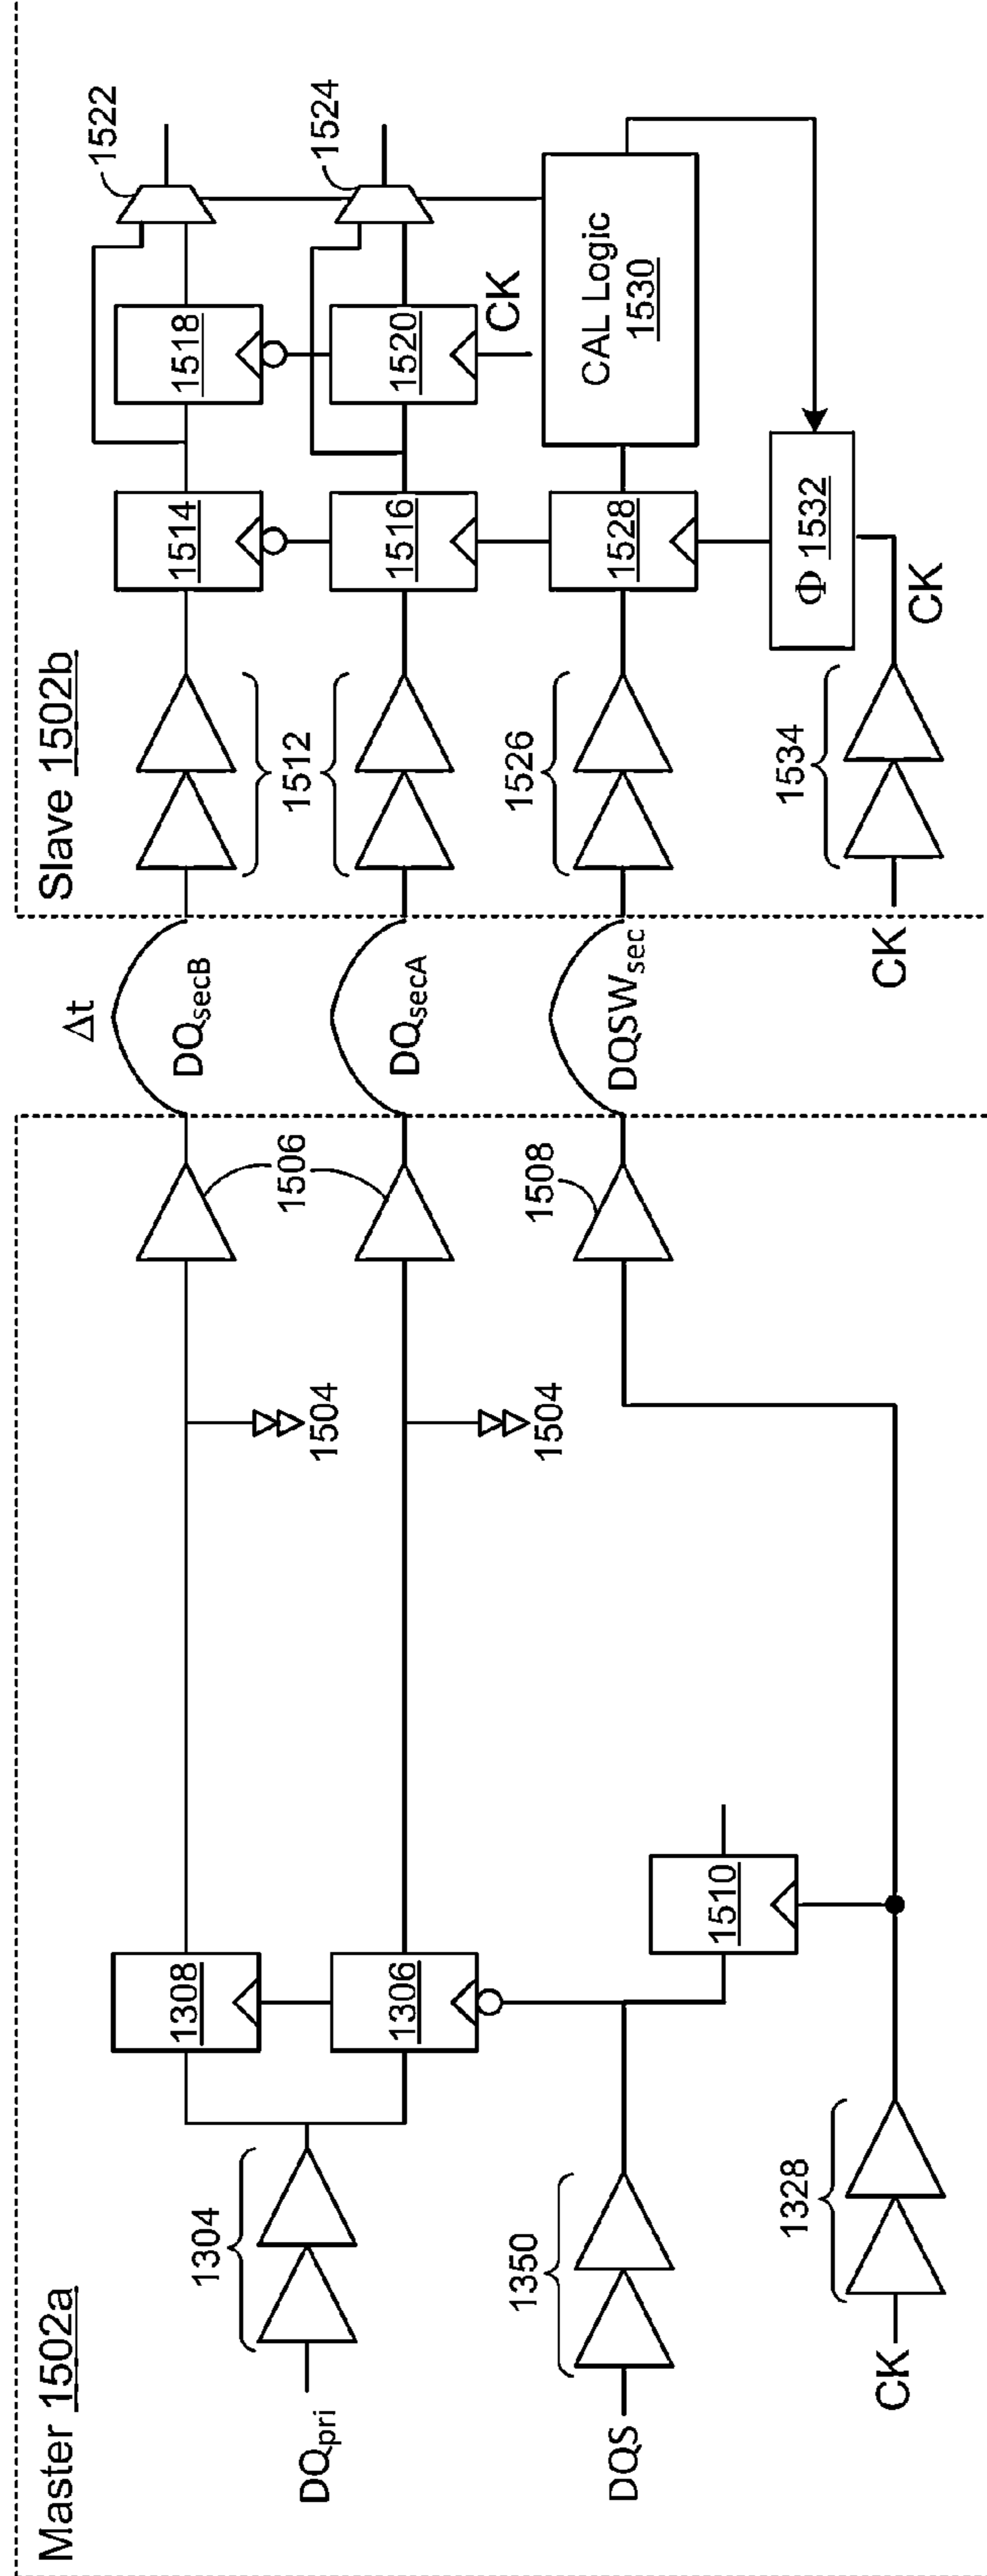 Master 1502a
DQpri
1304
1308
1306
DQS
1350
1510
CK
1328
1504
1504
1506
1508
Δt
DQsecB
DQsecA
DQSWsec
Slave 1502b
1512
1526
CK
1534
CK
1514
1516
1528
Φ 1532
1518
1520
CK
CAL Logic
1530
1522
1524